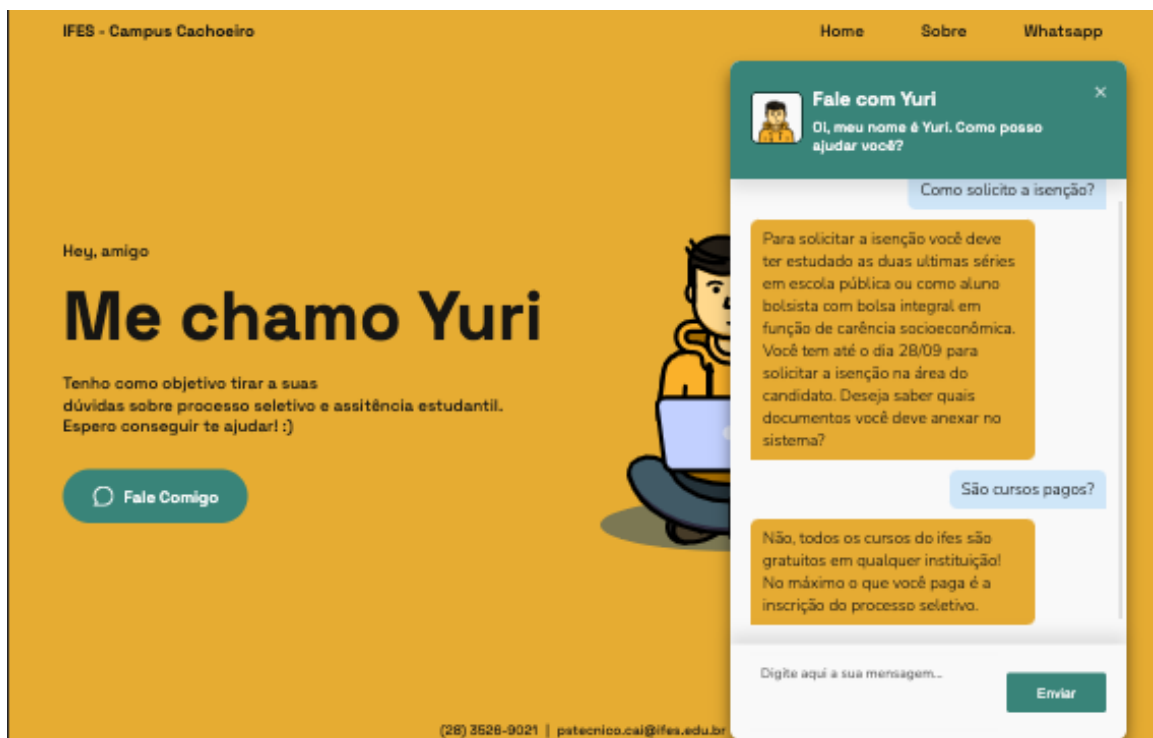 IFES - Campus Cachoeiro
Home
Sobre
Whatsapp
Hey, amigo
Me chamo Yuri
Tenho como objetivo tirar a suas
dúvidas sobre processo seletivo e assitência estudantil.
Espero conseguir te ajudar! :)
Fale Comigo
Fale com Yuri
Oi, meu nome é Yuri. Como posso
ajudar você?
×
Como solicito a isenção?
Para solicitar a isenção você deve
ter estudado as duas ultimas séries
em escola pública ou como aluno
bolsista com bolsa integral em
função de carência socioeconômica.
Você tem até o dia 28/09 para
solicitar a isenção na área do
candidato. Deseja saber quais
documentos você deve anexar no
sistema?
São cursos pagos?
Não, todos os cursos do ifes são
gratuitos em qualquer instituição!
No máximo o que você paga é a
inscrição do processo seletivo.
Digite aqui a sua mensagem...
Enviar
(28) 3526-9021 | pstecnico.cai@ifes.edu.br